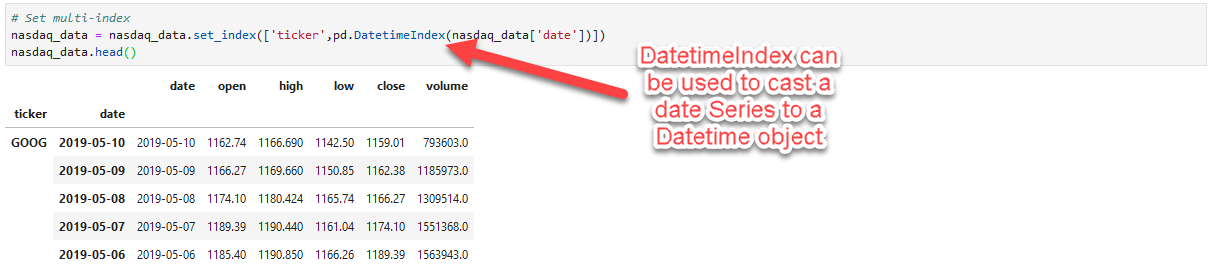 # Set multi-index
nasdaq_data = nasdaq_data.set_index(['ticker',pd.DatetimeIndex(nasdaq_data['date'])])
nasdaq_data.head()
DatetimeIndex can
be used to cast a
date Series to a
Datetime object
date open high low close volume
ticker date
GOOG 2019-05-10 2019-05-10 1162.74 1166.690 1142.50 1159.01 793603.0
2019-05-09 2019-05-09 1166.27 1169.660 1150.85 1162.38 1185973.0
2019-05-08 2019-05-08 1174.10 1180.424 1165.74 1166.27 1309514.0
2019-05-07 2019-05-07 1189.39 1190.440 1161.04 1174.10 1551368.0
2019-05-06 2019-05-06 1185.40 1190.850 1166.26 1189.39 1563943.0